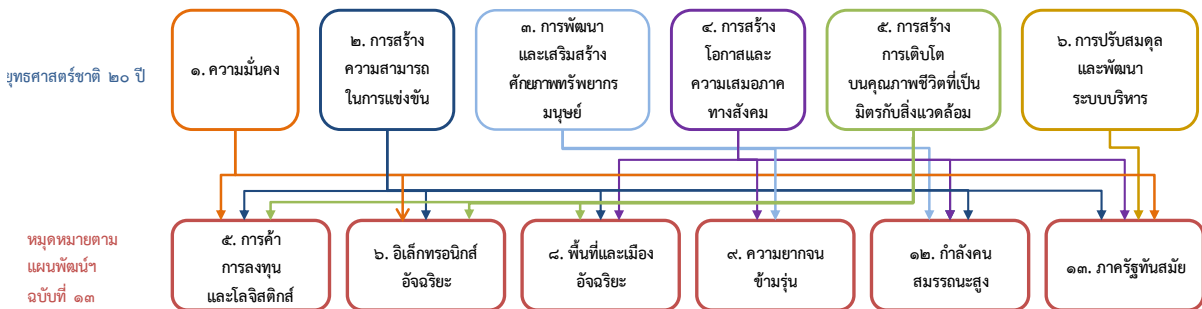 ยุทธศาสตร์ชาติ ๒๐ ปี
๑. ความมั่นคง
๒. การสร้าง
ความสามารถ
ในการแข่งขัน
๓. การพัฒนา
และเสริมสร้าง
ศักยภาพทรัพยากร
มนุษย์
๔. การสร้าง
โอกาสและ
ความเสมอภาค
ทางสังคม
๕. การสร้าง
การเติบโต
บนคุณภาพชีวิตที่เป็น
มิตรกับสิ่งแวดล้อม
๖. การปรับสมดุล
และพัฒนา
ระบบบริหาร
หมุดหมายตาม
แผนพัฒน์ฯ
ฉบับที่ ๑๓
๕. การค้า
การลงทุน
และโลจิสติกส์
๖. อิเล็กทรอนิกส์
อัจฉริยะ
๘. พื้นที่และเมือง
อัจฉริยะ
๙. ความยากจน
ข้ามรุ่น
๑๒. กำลังคน
สมรรถนะสูง
๑๓. ภาครัฐทันสมัย